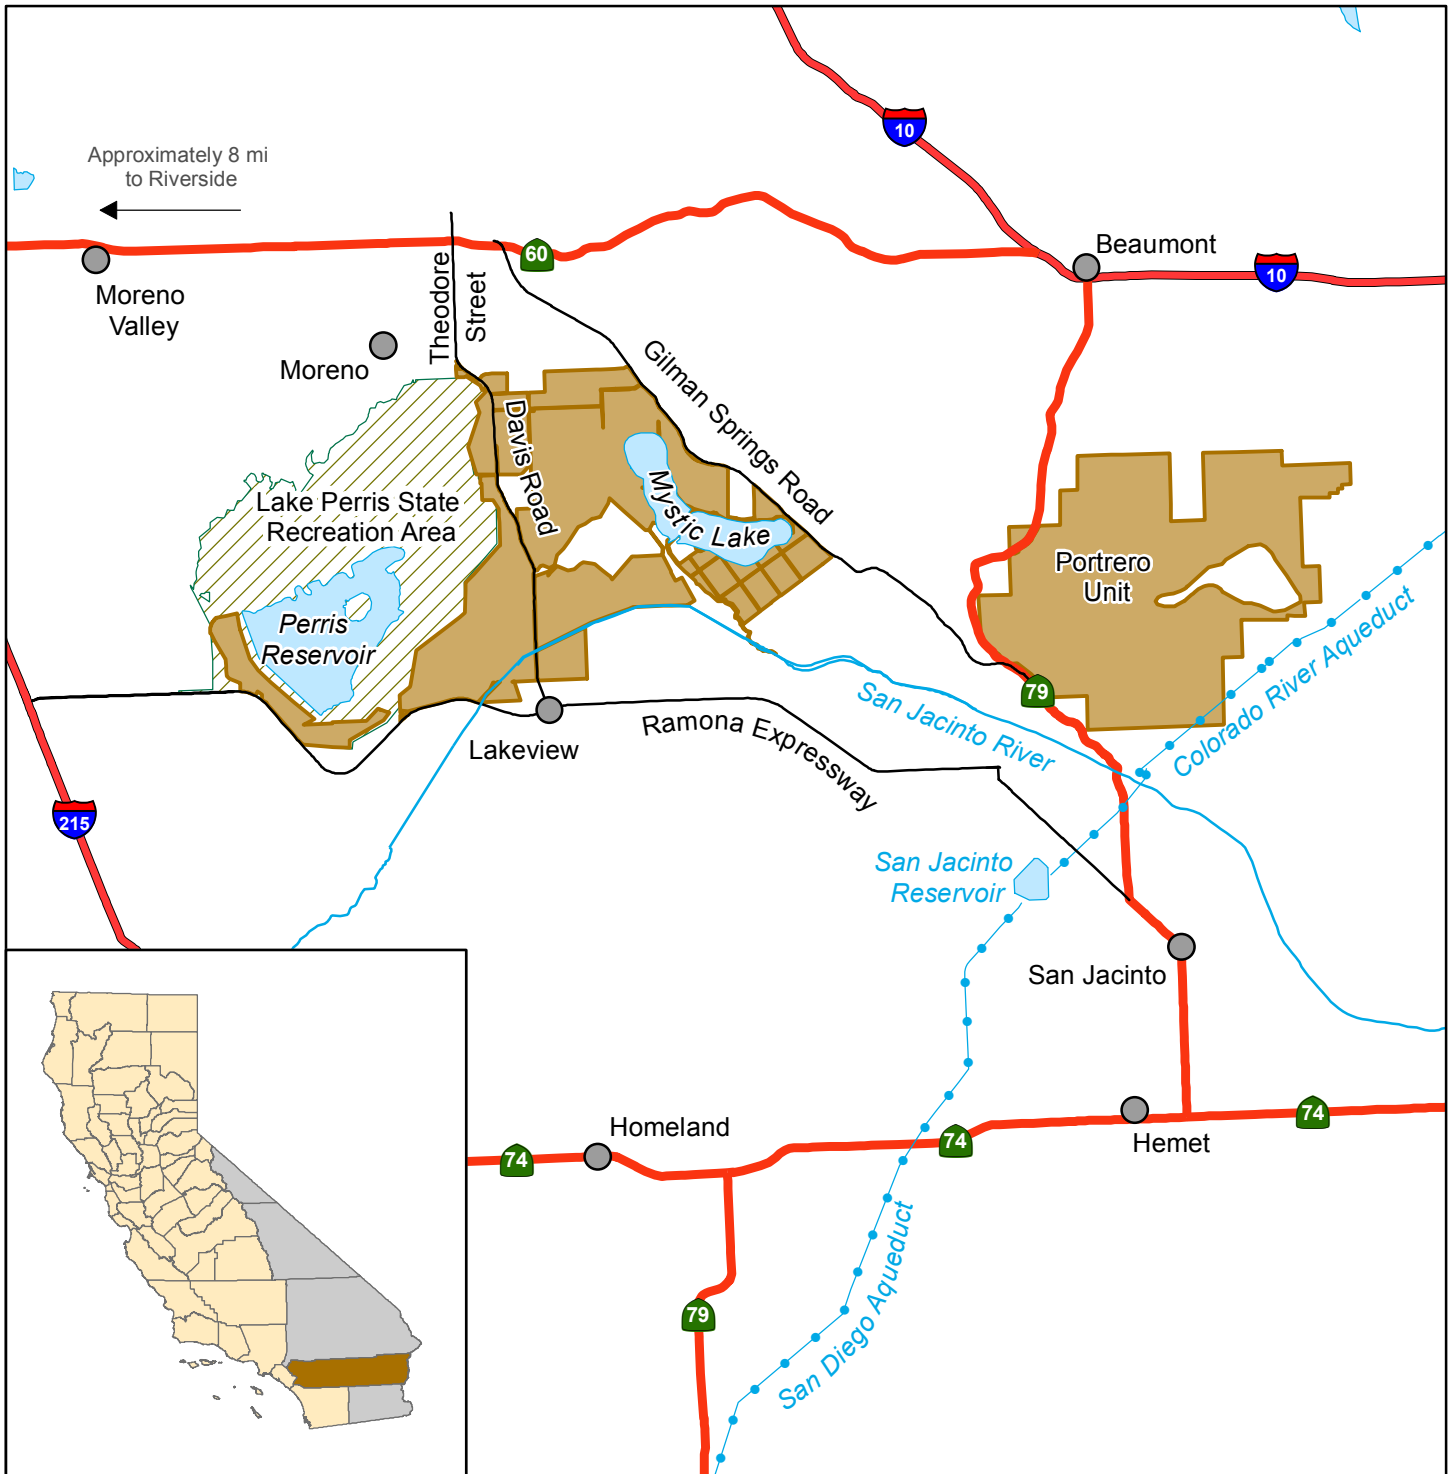 10
Approximately 8 mi
to Riverside
Beaumont
60
10
Moreno
Valley
Theodore
Street
Moreno
Gilman Springs Road
Davis Road
Mystic Lake
Lake Perris State
Recreation Area
Portrero
Unit
Perris
Reservoir
Colorado River Aqueduct
79
San Jacinto River
Lakeview
Ramona Expressway
215
San Jacinto
Reservoir
San Jacinto
Homeland
74
74
74
Hemet
San Diego Aqueduct
79